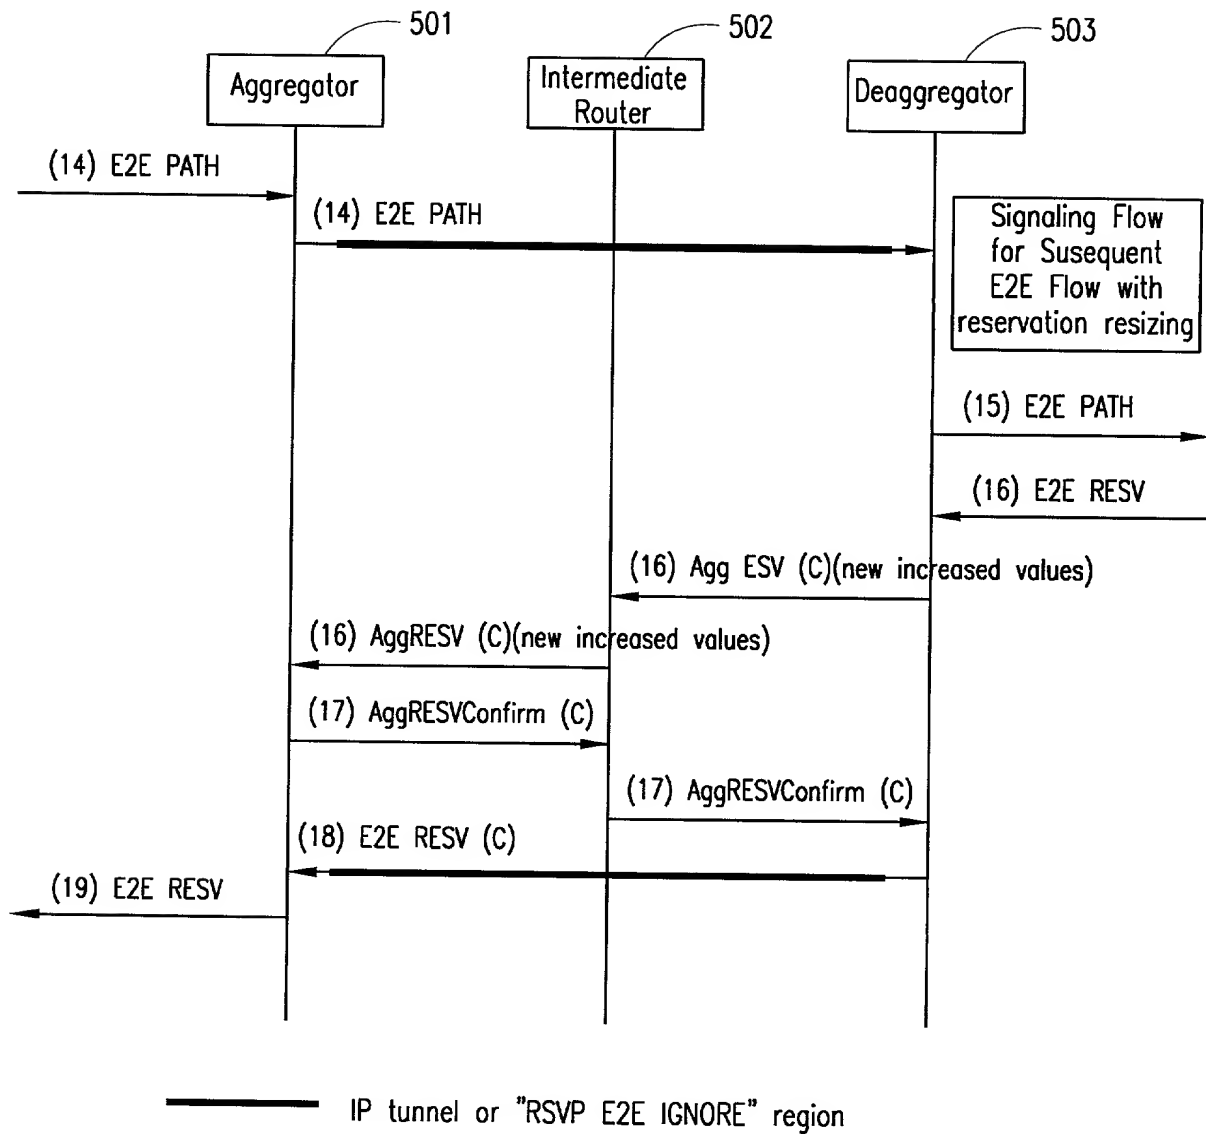 501
502
503
Aggregator
Intermediate
Router
Deaggregator
(14) E2E PATH
(14) E2E PATH
Signaling Flow
for Susequent
E2E Flow with
reservation resizing
(15) E2E PATH
(16) E2E RESV
(16) Agg ESV (C)(new increased values)
(16) AggRESV (C)(new increased values)
(17) AggRESVConfirm (C)
(17) AggRESVConfirm (C)
(18) E2E RESV (C)
(19) E2E RESV
IP tunnel or "RSVP E2E IGNORE" region